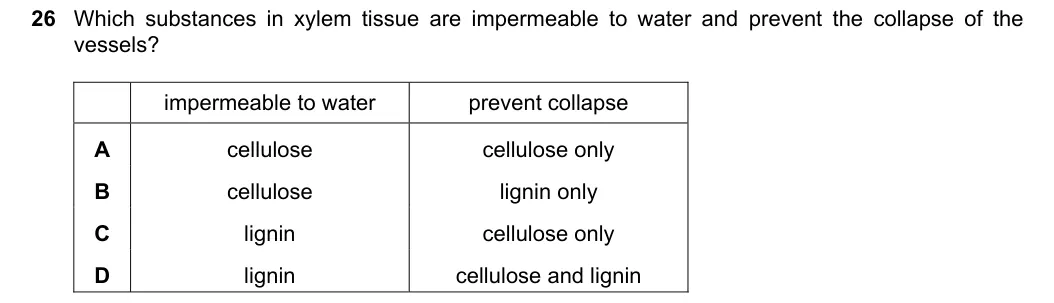 26 Which substances in xylem tissue are impermeable to water and prevent the collapse of the
vessels?
impermeable to water prevent collapse
A cellulose cellulose only
B cellulose lignin only
C lignin cellulose only
D lignin cellulose and lignin